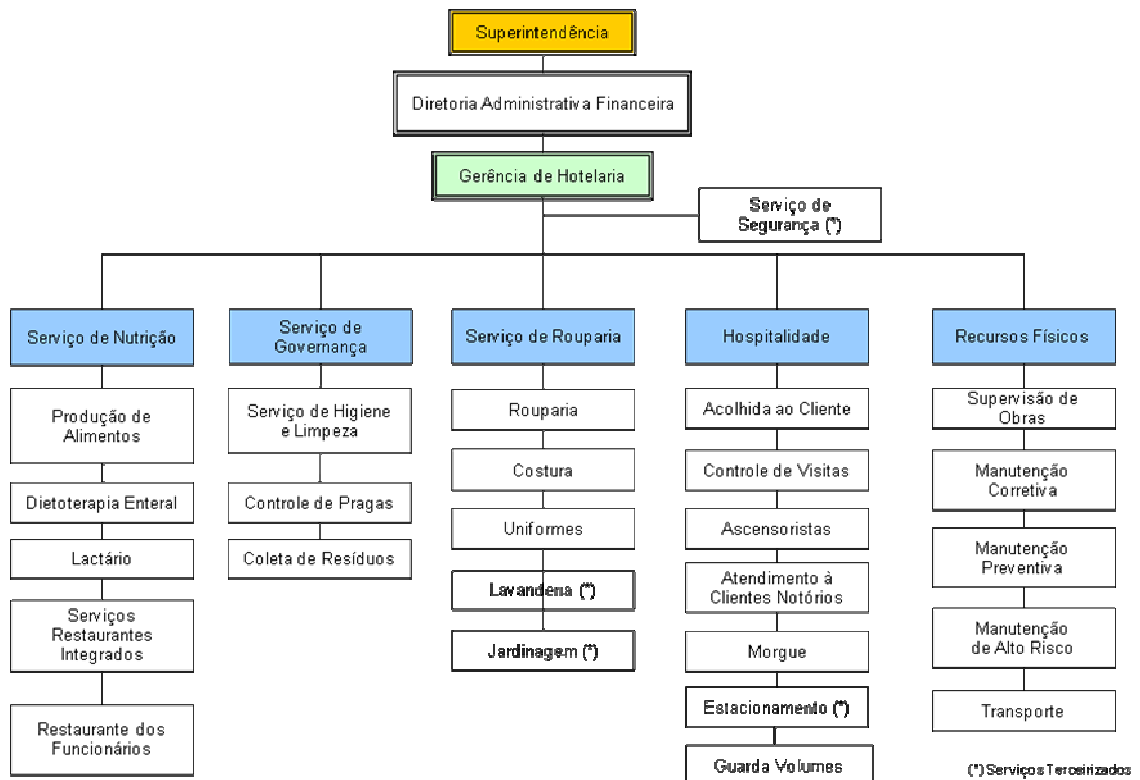 Superintendência
Diretoria Administrativa Financeira
Gerência de Hotelaria
Serviço de
Segurança (*)
Serviço de Nutrição
Produção de
Alimentos
Dietoterapia Enteral
Lactário
Serviços
Restaurantes
Integrados
Restaurante dos
Funcionários
Serviço de
Governança
Serviço de Higiene
e Limpeza
Controle de Pragas
Coleta de Resíduos
Serviço de Rouparia
Rouparia
Costura
Uniformes
Lavanderia (*)
Jardinagem (*)
Hospitalidade
Acolhida ao Cliente
Controle de Visitas
Ascensoristas
Atendimento à
Clientes Notórios
Morgue
Estacionamento (*)
Guarda Volumes
Recursos Físicos
Supervisão de
Obras
Manutenção
Corretiva
Manutenção
Preventiva
Manutenção
de Alto Risco
Transporte
(*) Serviços Terceirizados